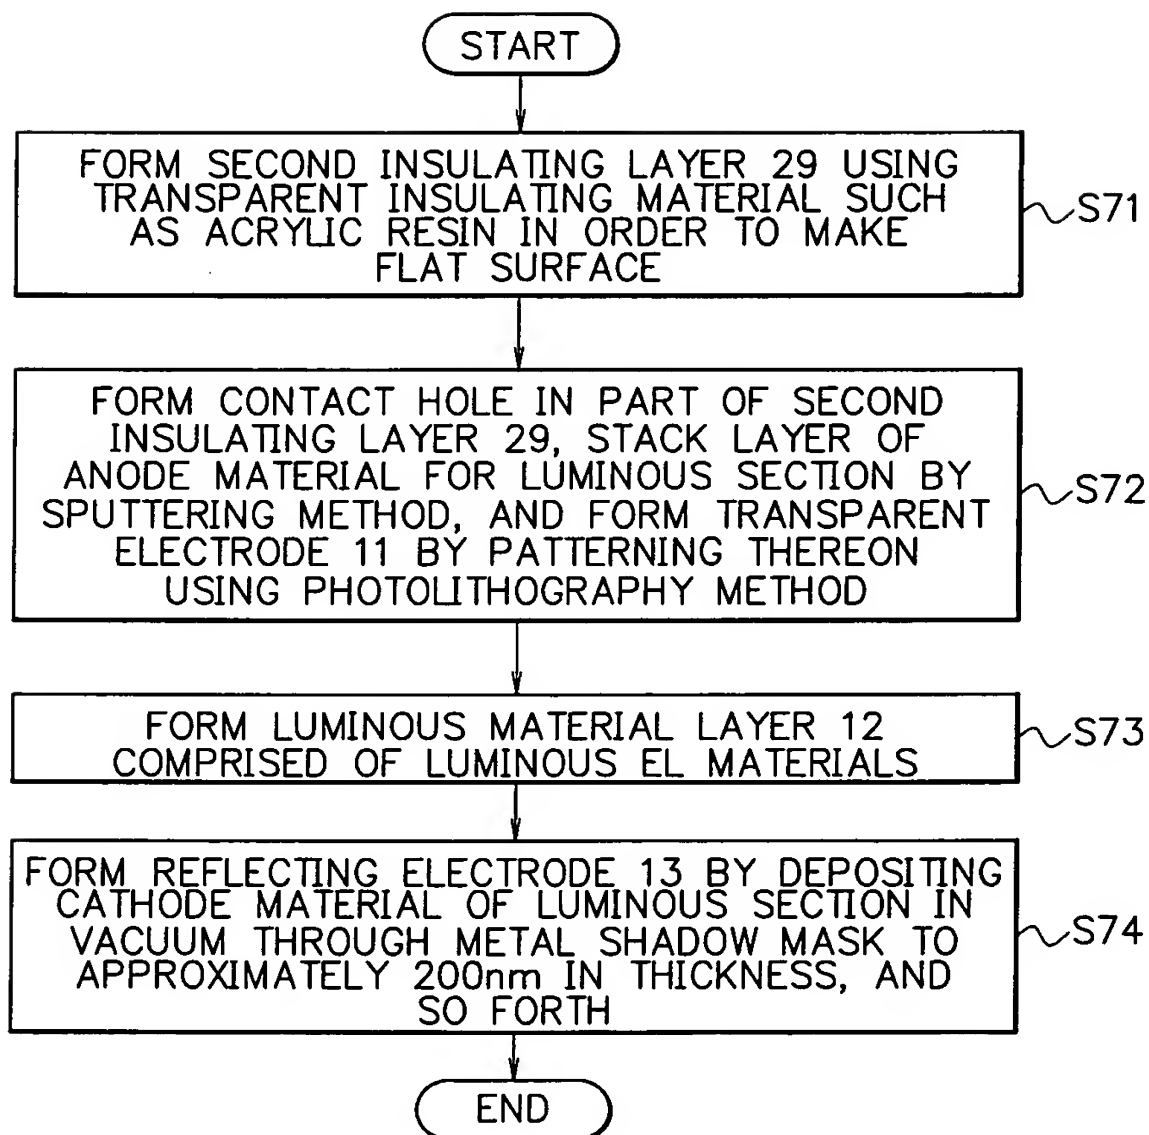 START
FORM SECOND INSULATING LAYER 29 USING
TRANSPARENT INSULATING MATERIAL SUCH
AS ACRYLIC RESIN IN ORDER TO MAKE
FLAT SURFACE
S71
FORM CONTACT HOLE IN PART OF SECOND
INSULATING LAYER 29, STACK LAYER OF
ANODE MATERIAL FOR LUMINOUS SECTION BY
SPUTTERING METHOD, AND FORM TRANSPARENT
ELECTRODE 11 BY PATTERNING THEREON
USING PHOTOLITHOGRAPHY METHOD
S72
FORM LUMINOUS MATERIAL LAYER 12
COMPRISED OF LUMINOUS EL MATERIALS
S73
FORM REFLECTING ELECTRODE 13 BY DEPOSITING
CATHODE MATERIAL OF LUMINOUS SECTION IN
VACUUM THROUGH METAL SHADOW MASK TO
APPROXIMATELY 200nm IN THICKNESS, AND
SO FORTH
S74
END